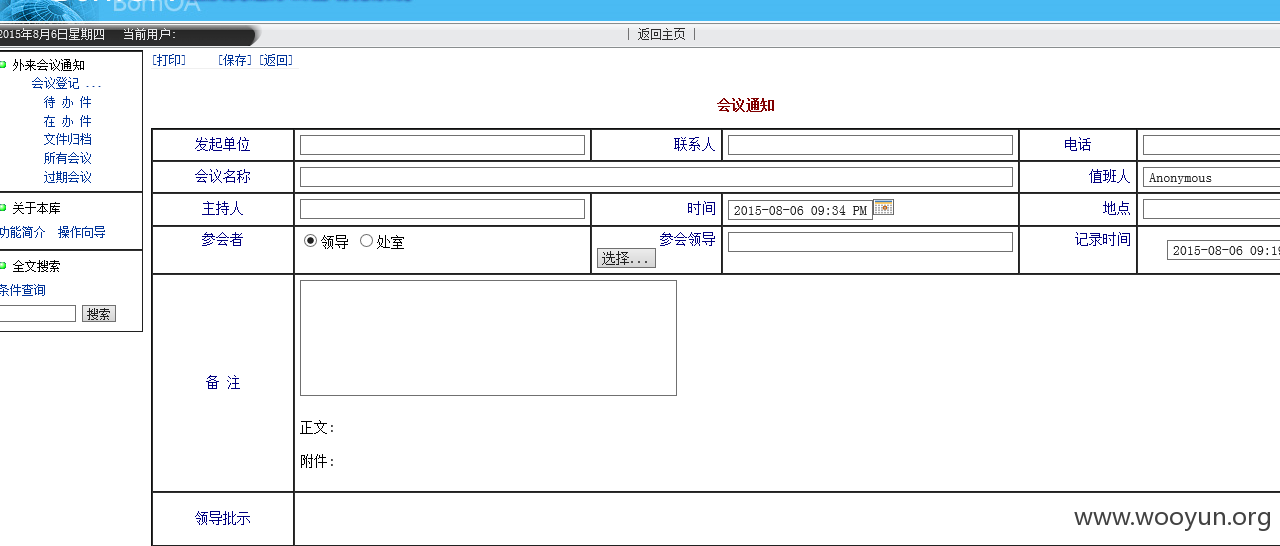 BomOA
2015年8月6日星期四 当前用户:
| 返回主页 |
外来会议通知
会议登记 ...
待 办 件
在 办 件
文件归档
所有会议
过期会议
关于本库
功能简介 操作向导
全文搜索
条件查询
搜索
[打印] [保存] [返回]
会议通知
发起单位 联系人 电话
会议名称 值班人 Anonymous
主持人 时间 2015-08-06 09:34 PM 地点
参会者 领导 处室 参会领导 选择... 记录时间 2015-08-06 09:19
备 注
正文:
附件:
领导批示
www.wooyun.org